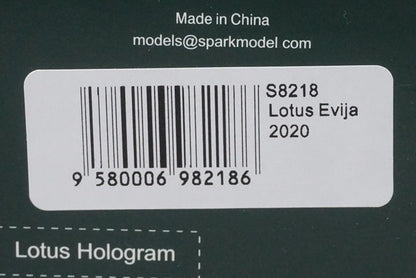 Made in China
models@sparkmodel com
S8218
Lotus Evija
2020
9 580006 982186
Lotus Hologram